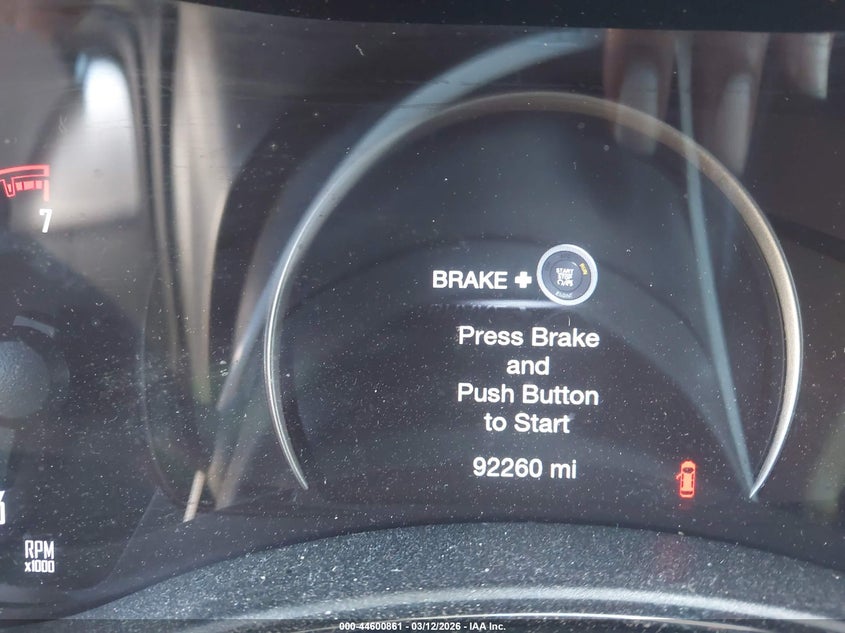 7
BRAKE +
START
STOP
Press Brake
and
Push Button
to Start
92260 mi
RPM
x1000
000-44600861 - 03/12/2026 - IAA Inc.